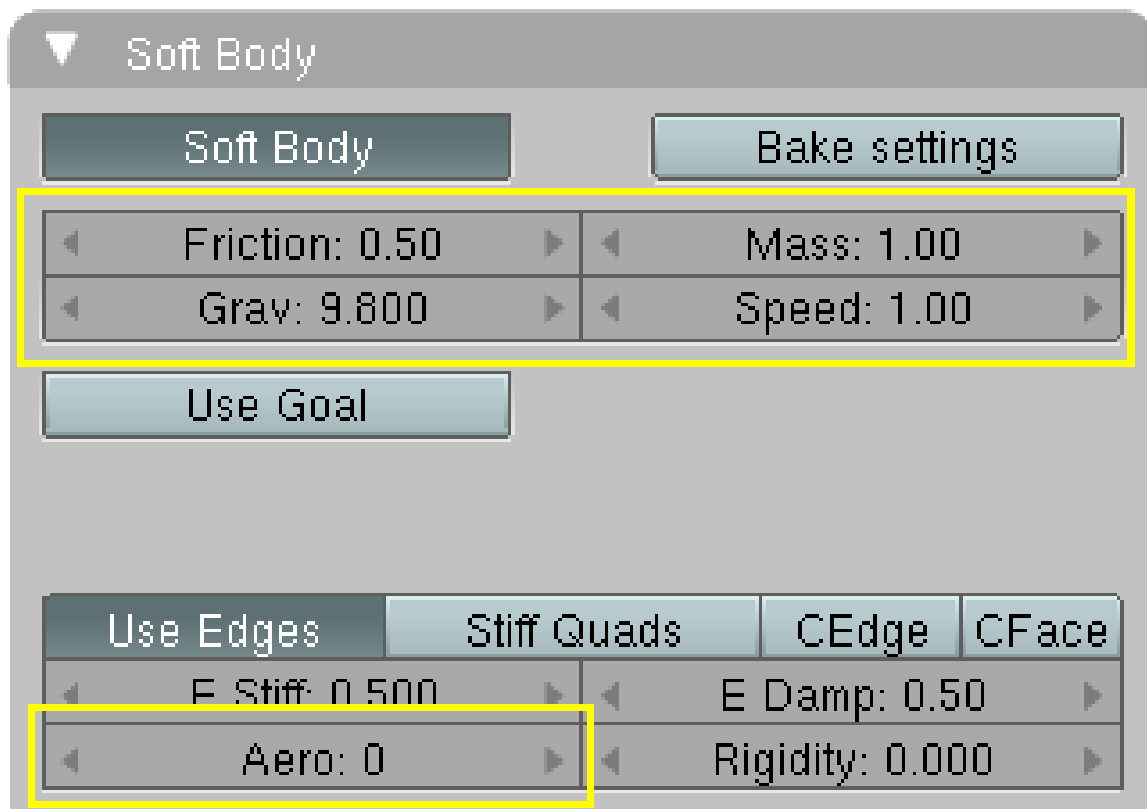 Soft Body
Soft Body Bake settings
Friction: 0.50 Mass: 1.00
Grav: 9.800 Speed: 1.00
Use Goal
Use Edges Stiff Quads CEdge CFace
E Stiff: 0.500 E Damp: 0.50
Aero: 0 Rigidity: 0.000